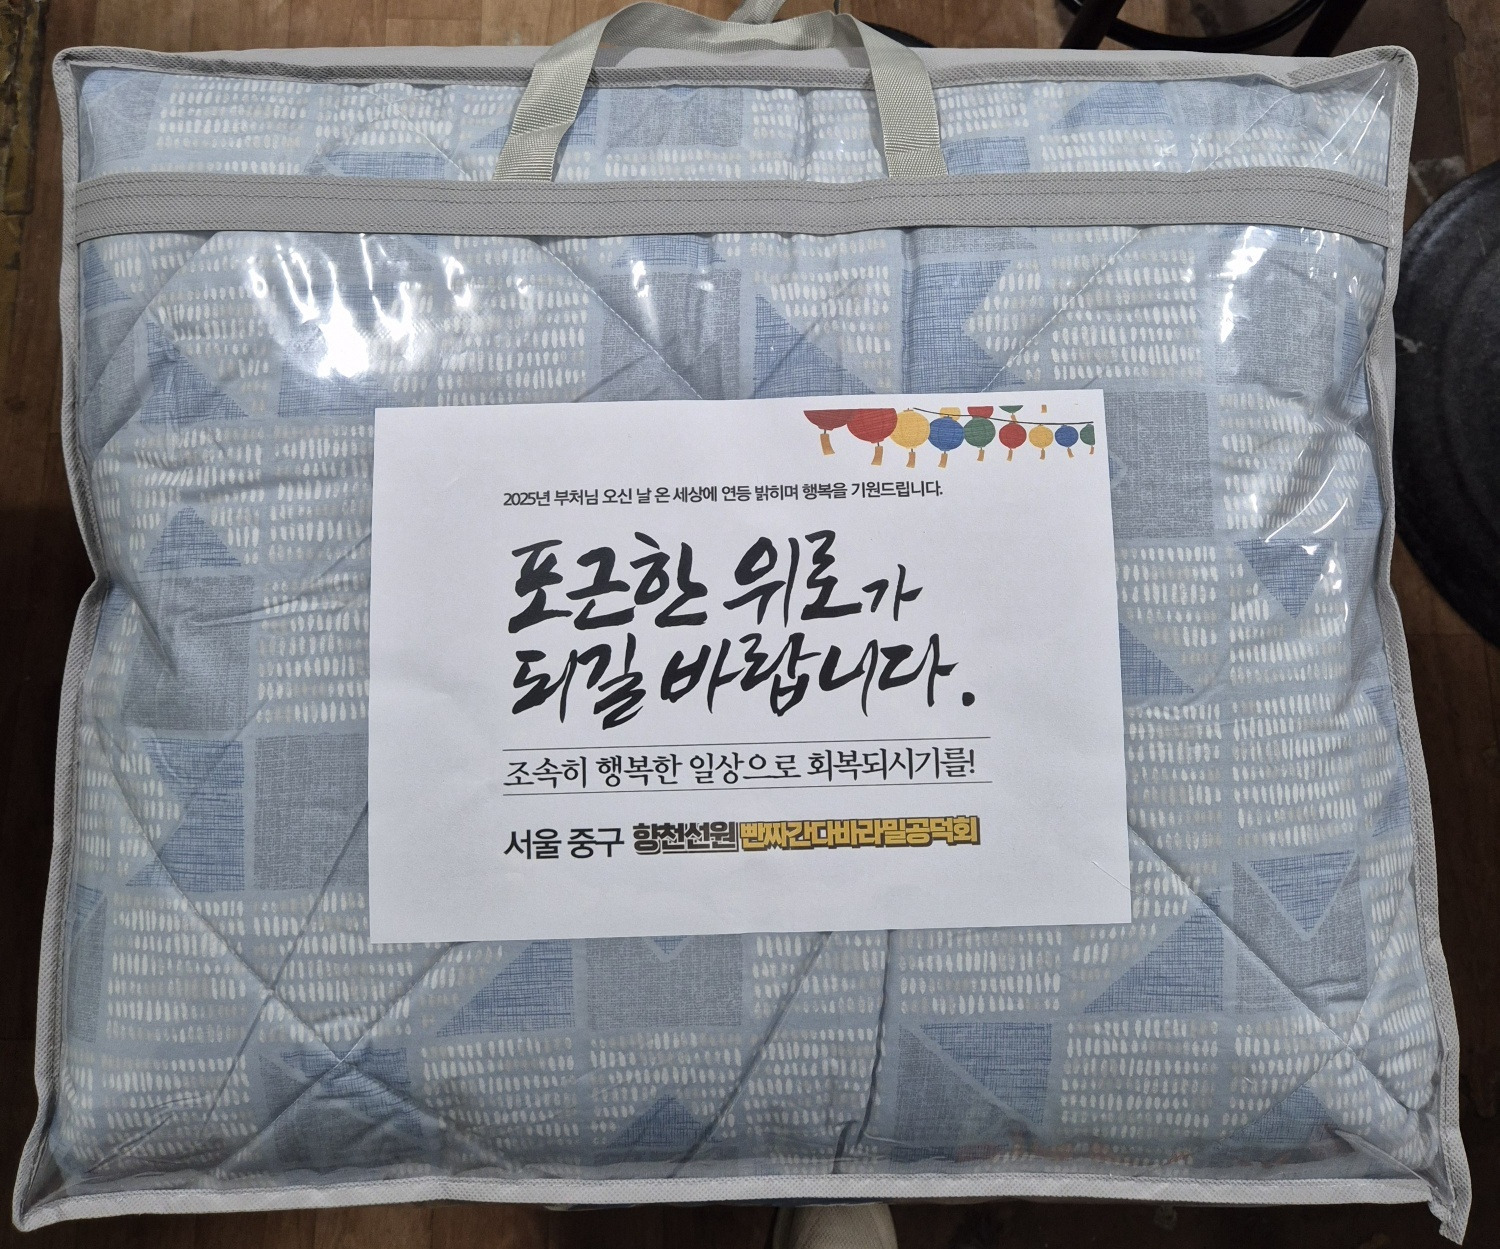 2025년 부처님 오신 날 온 세상에 연등 밝히며 행복을 기원드립니다.
포근한 위로가
되길 바랍니다.
조속히 행복한 일상으로 회복되시기를!
서울 중구 향천선원 빤짜간다바라밀공덕회